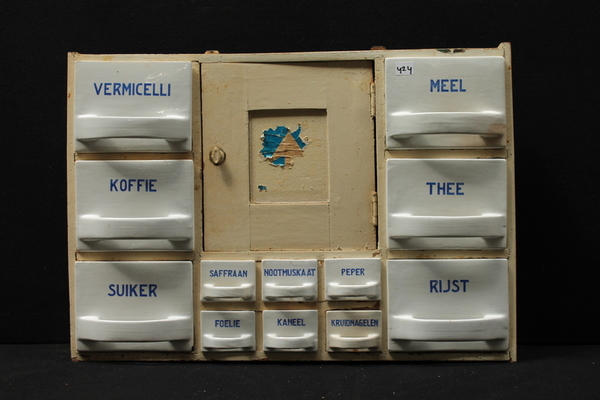 VERMICELLI
424
MEEL
KOFFIE
THEE
SUIKER
SAFFRAAN
NOOTMUSKAAT
PEPER
RIJST
FOELIE
KANEEL
KRUIDNAGELEN